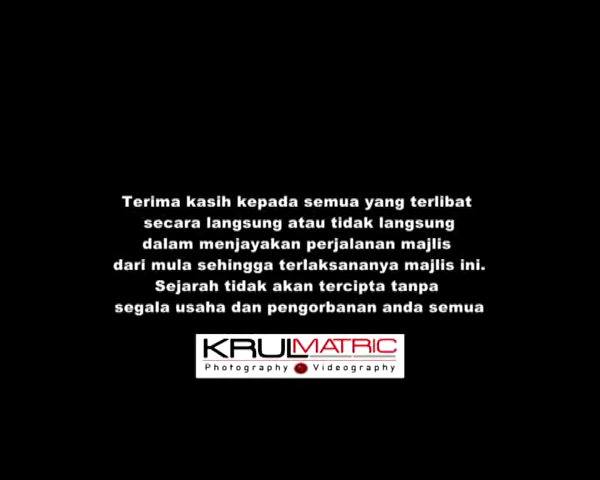 Terima kasih kepada semua yang terlibat
secara langsung atau tidak langsung
dalam menjayakan perjalanan majlis
dari mula sehingga terlaksananya majlis ini.
Sejarah tidak akan tercipta tanpa
segala usaha dan pengorbanan anda semua
KRULMATRIC
Photography Videography